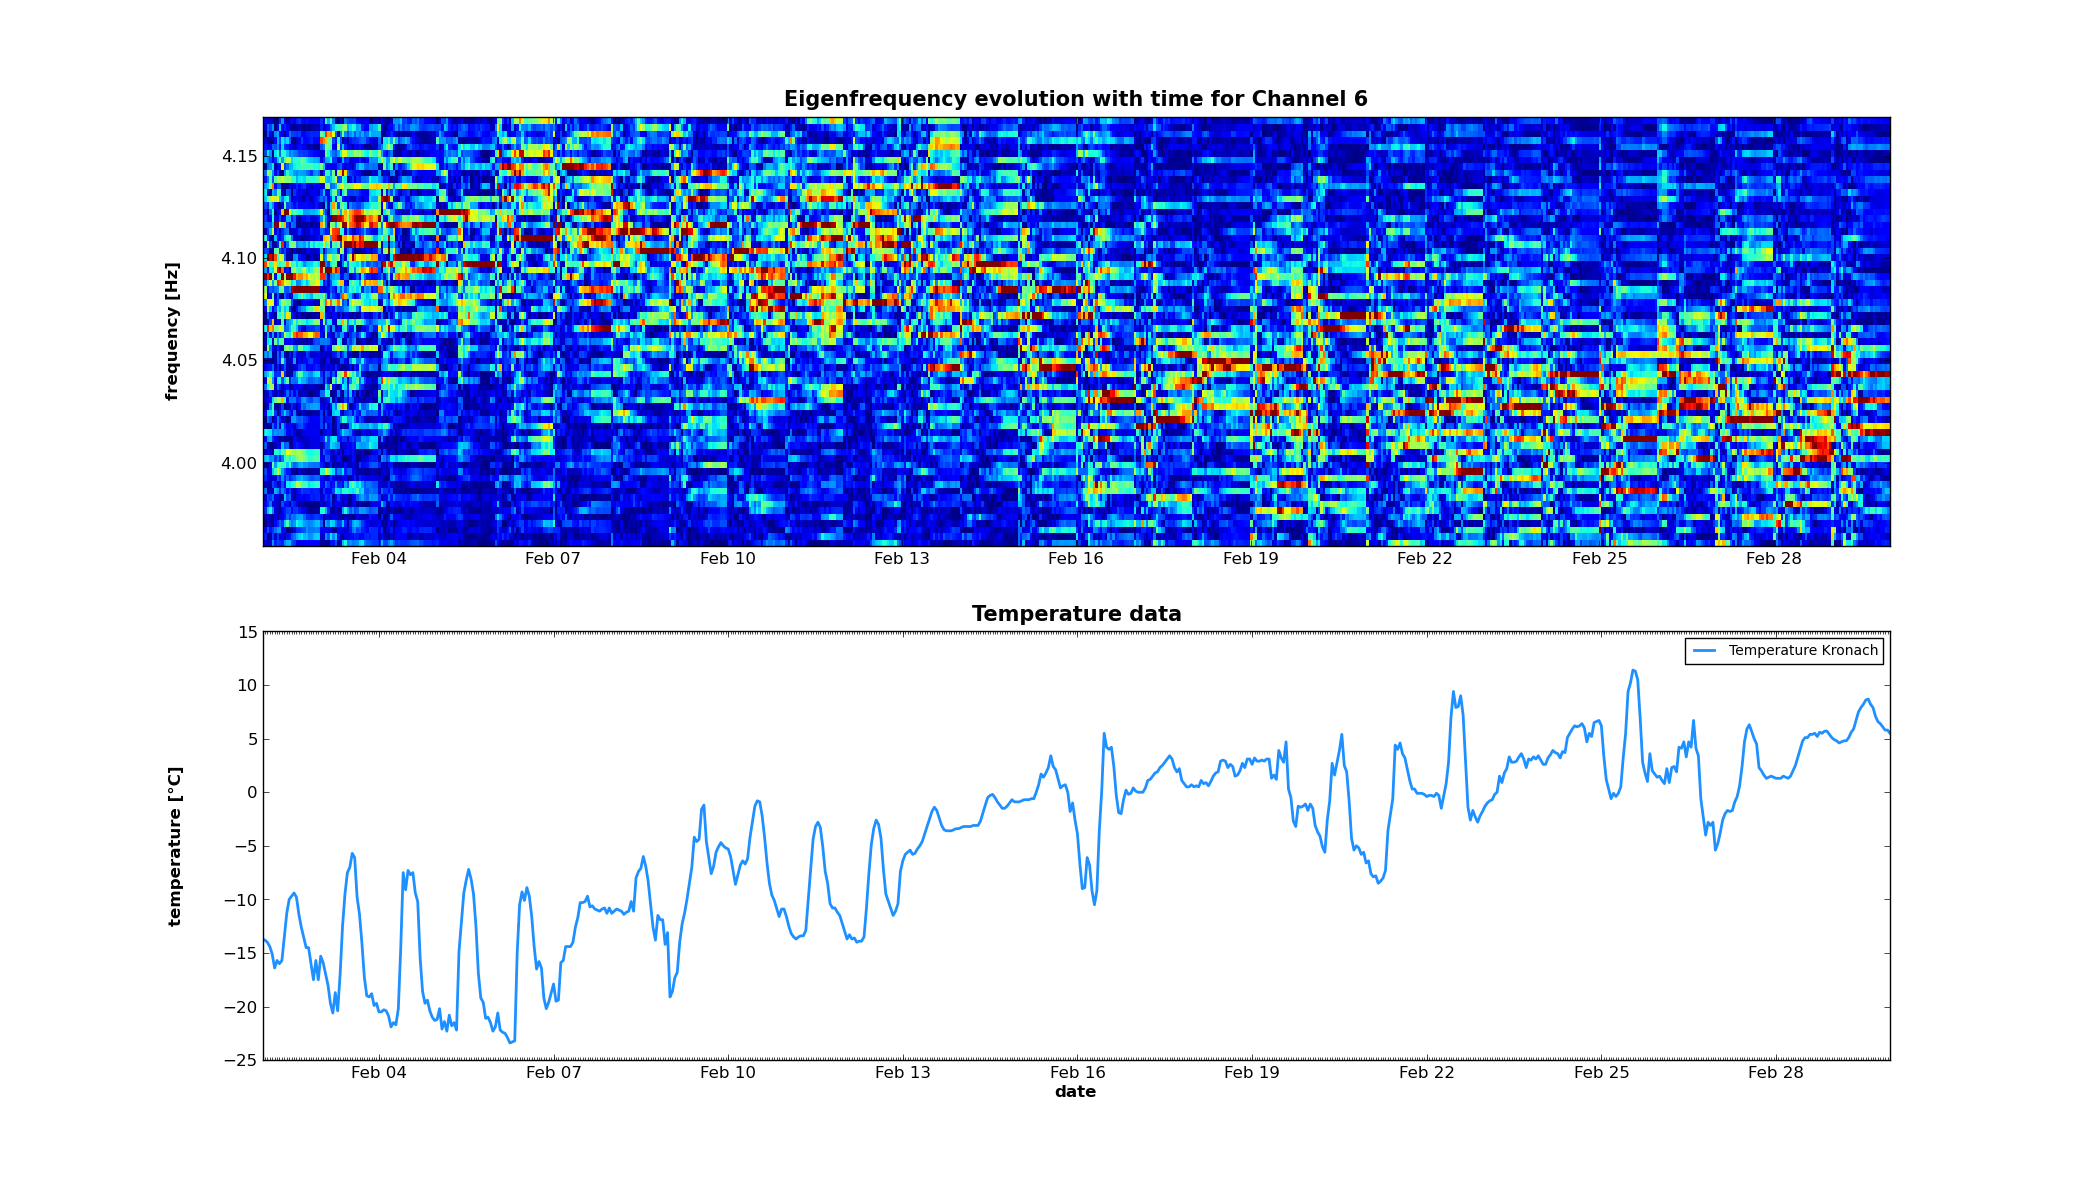 Eigenfrequency evolution with time for Channel 6
frequency [Hz]
4.15
4.10
4.05
4.00
Feb 04 Feb 07 Feb 10 Feb 13 Feb 16 Feb 19 Feb 22 Feb 25 Feb 28
Temperature data
temperature [°C]
15
10
5
0
−5
−10
−15
−20
−25
Temperature Kronach
Feb 04 Feb 07 Feb 10 Feb 13 Feb 16 Feb 19 Feb 22 Feb 25 Feb 28
date